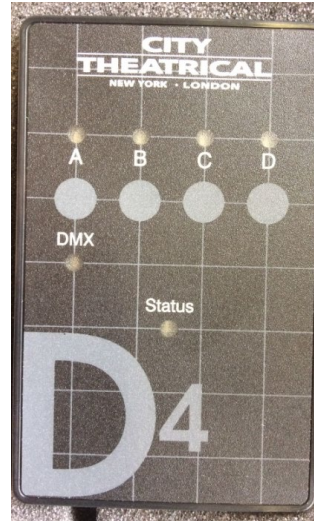 CITY
THEATRICAL
NEW YORK · LONDON
A B C D
DMX
Status
D4